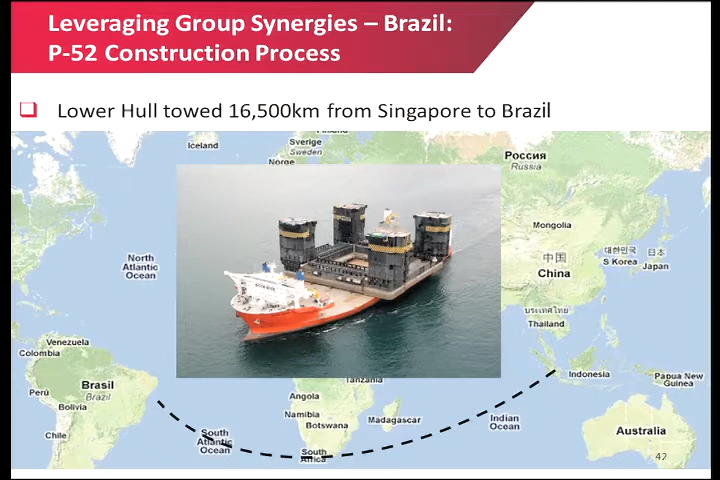 Leveraging Group Synergies – Brazil:
P-52 Construction Process
❑ Lower Hull towed 16,500km from Singapore to Brazil
Iceland
Sverige
Sweden
Norge
Россия
Russia
Mongolia
中国
China
대한민국
S Korea
日本
Japan
ประเทศไทย
Thailand
North
Atlantic
Ocean
Venezuela
Colombia
Brasil
Brazil
Perú
Bolivia
Chile
Tanzania
Angola
Namibia
Botswana
Madagascar
South
Atlantic
Ocean
South
Africa
Indian
Ocean
Indonesia
Papua New
Guinea
Australia
42